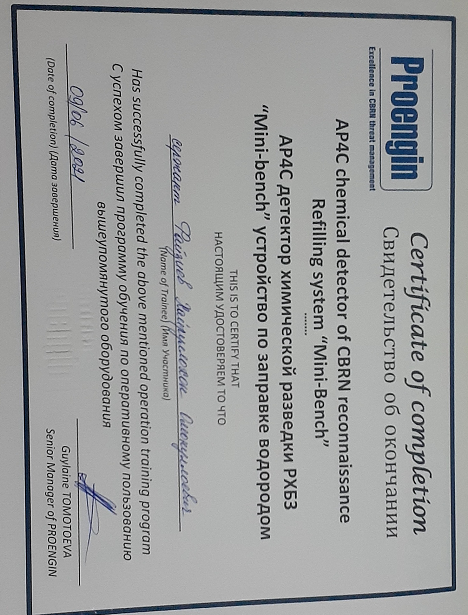 Proengin
Excellence in CBRN threat management
Certificate of completion
Свидетельство об окончании
AP4C chemical detector of CBRN reconnaissance
Refilling system "Mini-Bench"
.......
AP4C детектор химической разведки РХБЗ
"Mini-bench" устройство по заправке водородом
THIS IS TO CERTIFY THAT
НАСТОЯЩИМ УДОСТОВЕРЯЕМ ТО ЧТО
сержант
(Name of Trainee) (Имя Участника)
Has successfully completed the above mentioned operation training program
С успехом завершил программу обучения по оперативному пользованию
вышеупомянутого оборудования
09/06/2021
(Date of completion) (Дата завершения)
Guylaine TOMOTOEVA
Senior Manager of PROENGIN